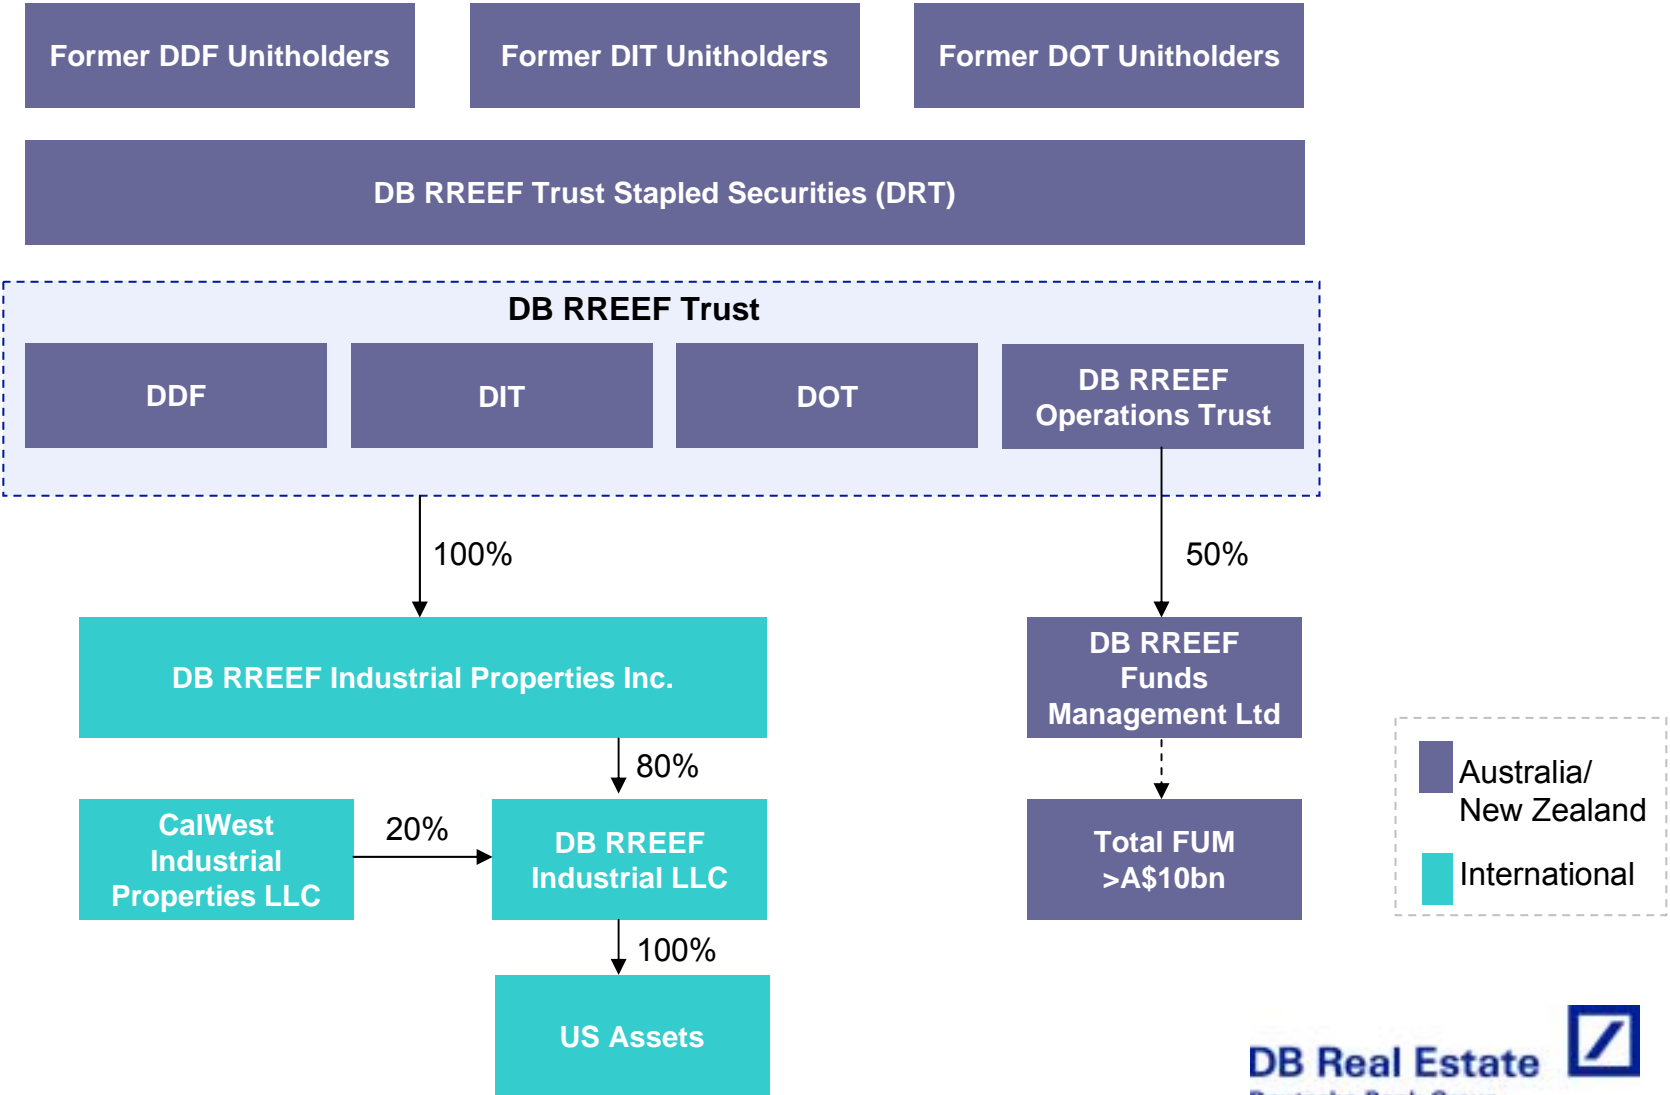 Former DDF Unitholders
Former DIT Unitholders
Former DOT Unitholders
DB RREEF Trust Stapled Securities (DRT)
DB RREEF Trust
DDF
DIT
DOT
DB RREEF
Operations Trust
100%
50%
DB RREEF Industrial Properties Inc.
DB RREEF
Funds
Management Ltd
80%
CalWest
Industrial
Properties LLC
20%
DB RREEF
Industrial LLC
Total FUM
>A$10bn
Australia/
New Zealand
International
100%
US Assets
DB Real Estate